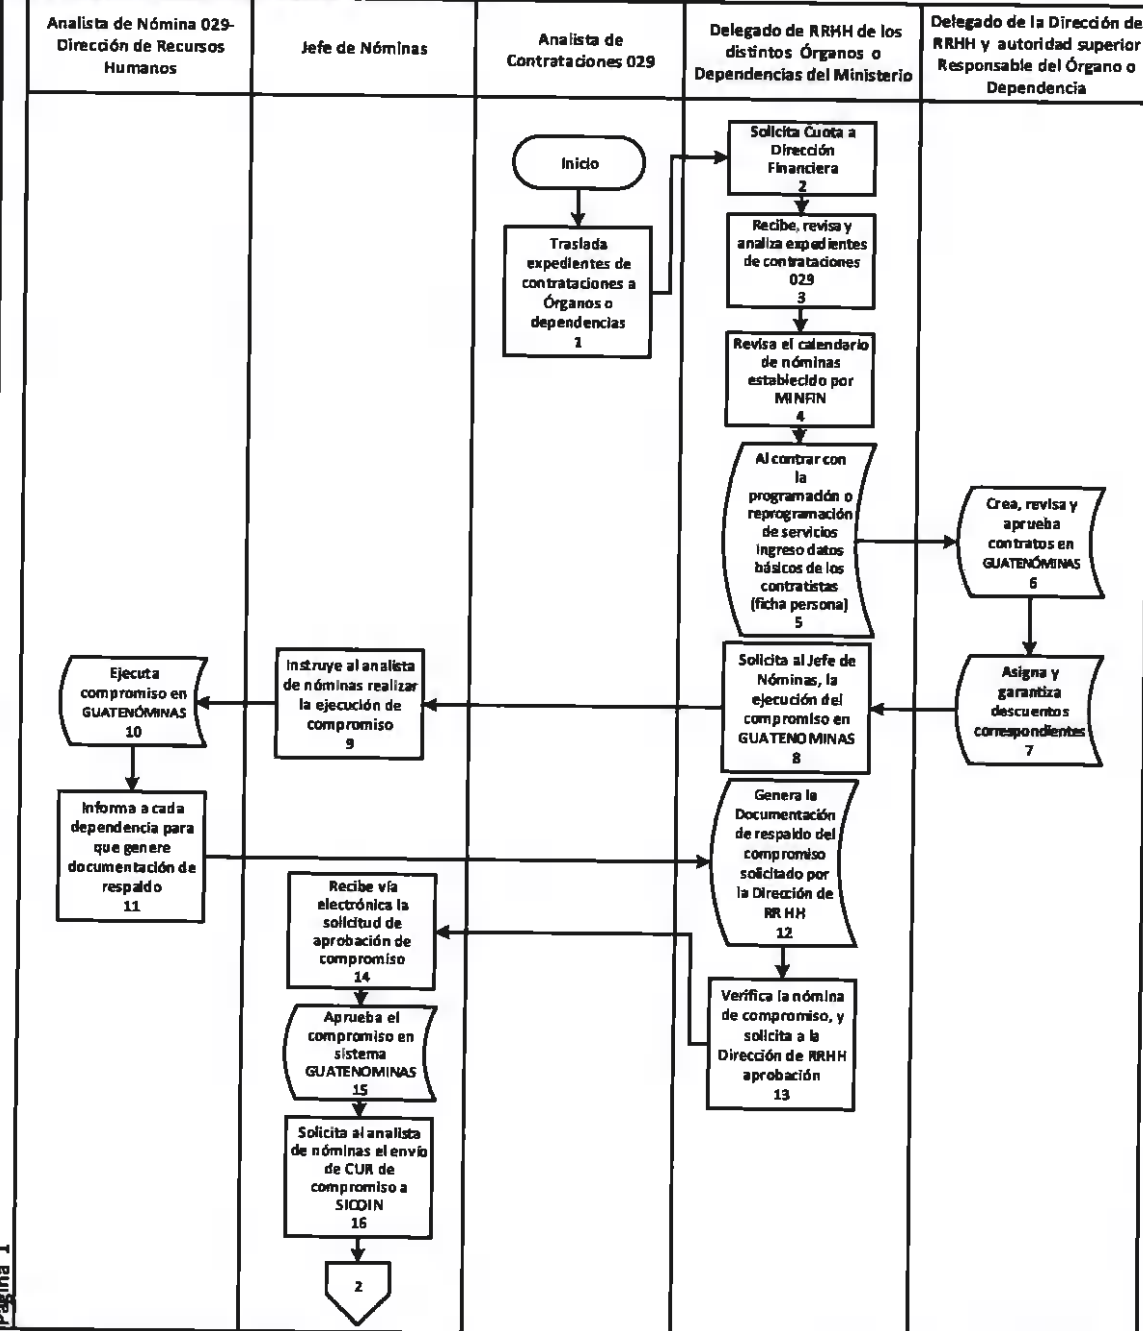 Analista de Nómina 029-
Dirección de Recursos
Humanos
Jefe de Nóminas
Analista de
Contrataciones 029
Delegado de RRHH de los
distintos Órganos o
Dependencias del Ministerio
Delegado de la Dirección de
RRHH y autoridad superior
Responsable del Órgano o
Dependencia
Inicio
Traslada
expedientes de
contrataciones a
Órganos o
dependencias
1
Solicita Cuota a
Dirección
Financiera
2
Recibe, revisa y
analiza expedientes
de contrataciones
029
3
Revisa el calendario
de nóminas
establecido por
MINFIN
4
Al contrar con
la
programación o
reprogramación
de servicios
ingreso datos
básicos de los
contratistas
(ficha persona)
5
Crea, revisa y
aprueba
contratos en
GUATENÓMINAS
6
Asigna y
garantiza
descuentos
correspondientes
7
Solicita al Jefe de
Nóminas, la
ejecución del
compromiso en
GUATENOMINAS
8
Instruye al analista
de nóminas realizar
la ejecución de
compromiso
9
Ejecuta
compromiso en
GUATENÓMINAS
10
Informa a cada
dependencia para
que genere
documentación de
respaldo
11
Genera la
Documentación
de respaldo del
compromiso
solicitado por
la Dirección de
RR HH
12
Verifica la nómina
de compromiso, y
solicita a la
Dirección de RRHH
aprobación
13
Recibe vía
electrónica la
solicitud de
aprobación de
compromiso
14
Aprueba el
compromiso en
sistema
GUATENOMINAS
15
Solicita al analista
de nóminas el envío
de CUR de
compromiso a
SICOIN
16
2
Página 1